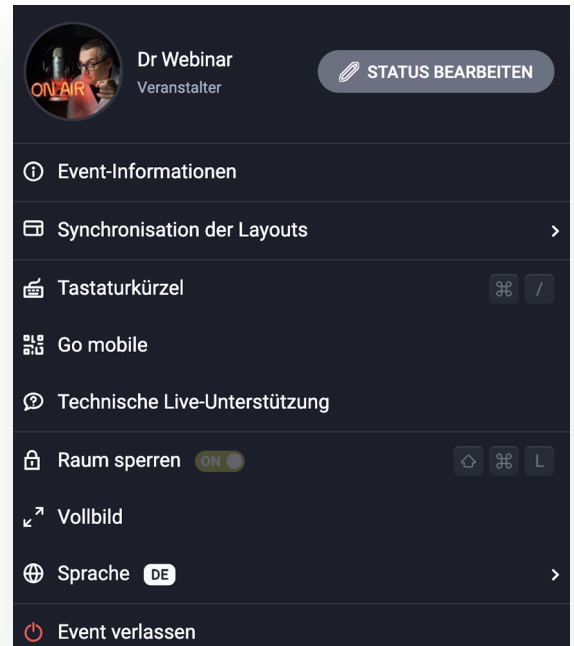 ON AIR
Dr Webinar
Veranstalter
STATUS BEARBEITEN
Event-Informationen
Synchronisation der Layouts
Tastaturkürzel ⌘ /
Go mobile
Technische Live-Unterstützung
Raum sperren ON ⌘ L
Vollbild
Sprache DE
Event verlassen